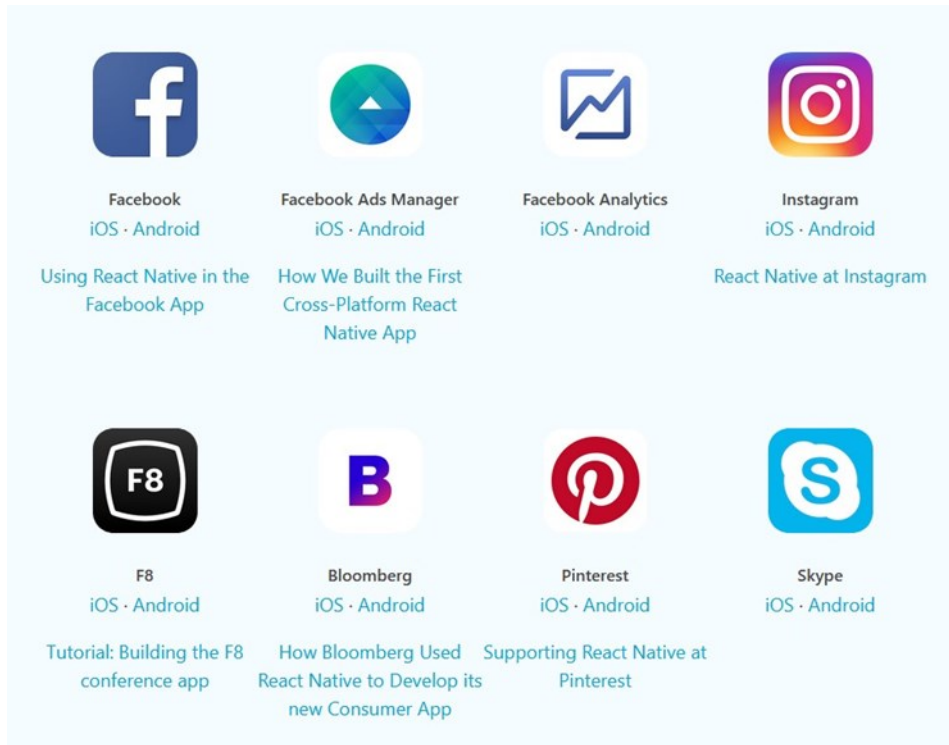 Facebook
iOS · Android
Using React Native in the
Facebook App
Facebook Ads Manager
iOS · Android
How We Built the First
Cross-Platform React
Native App
Facebook Analytics
iOS · Android
Instagram
iOS · Android
React Native at Instagram
F8
F8
iOS · Android
Tutorial: Building the F8
conference app
B
Bloomberg
iOS · Android
How Bloomberg Used
React Native to Develop its
new Consumer App
Pinterest
iOS · Android
Supporting React Native at
Pinterest
S
Skype
iOS · Android